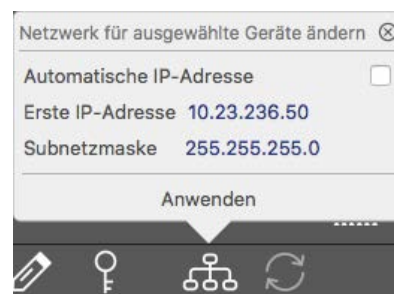 Netzwerk für ausgewählte Geräte ändern
Automatische IP-Adresse
Erste IP-Adresse 10.23.236.50
Subnetzmaske 255.255.255.0
Anwenden